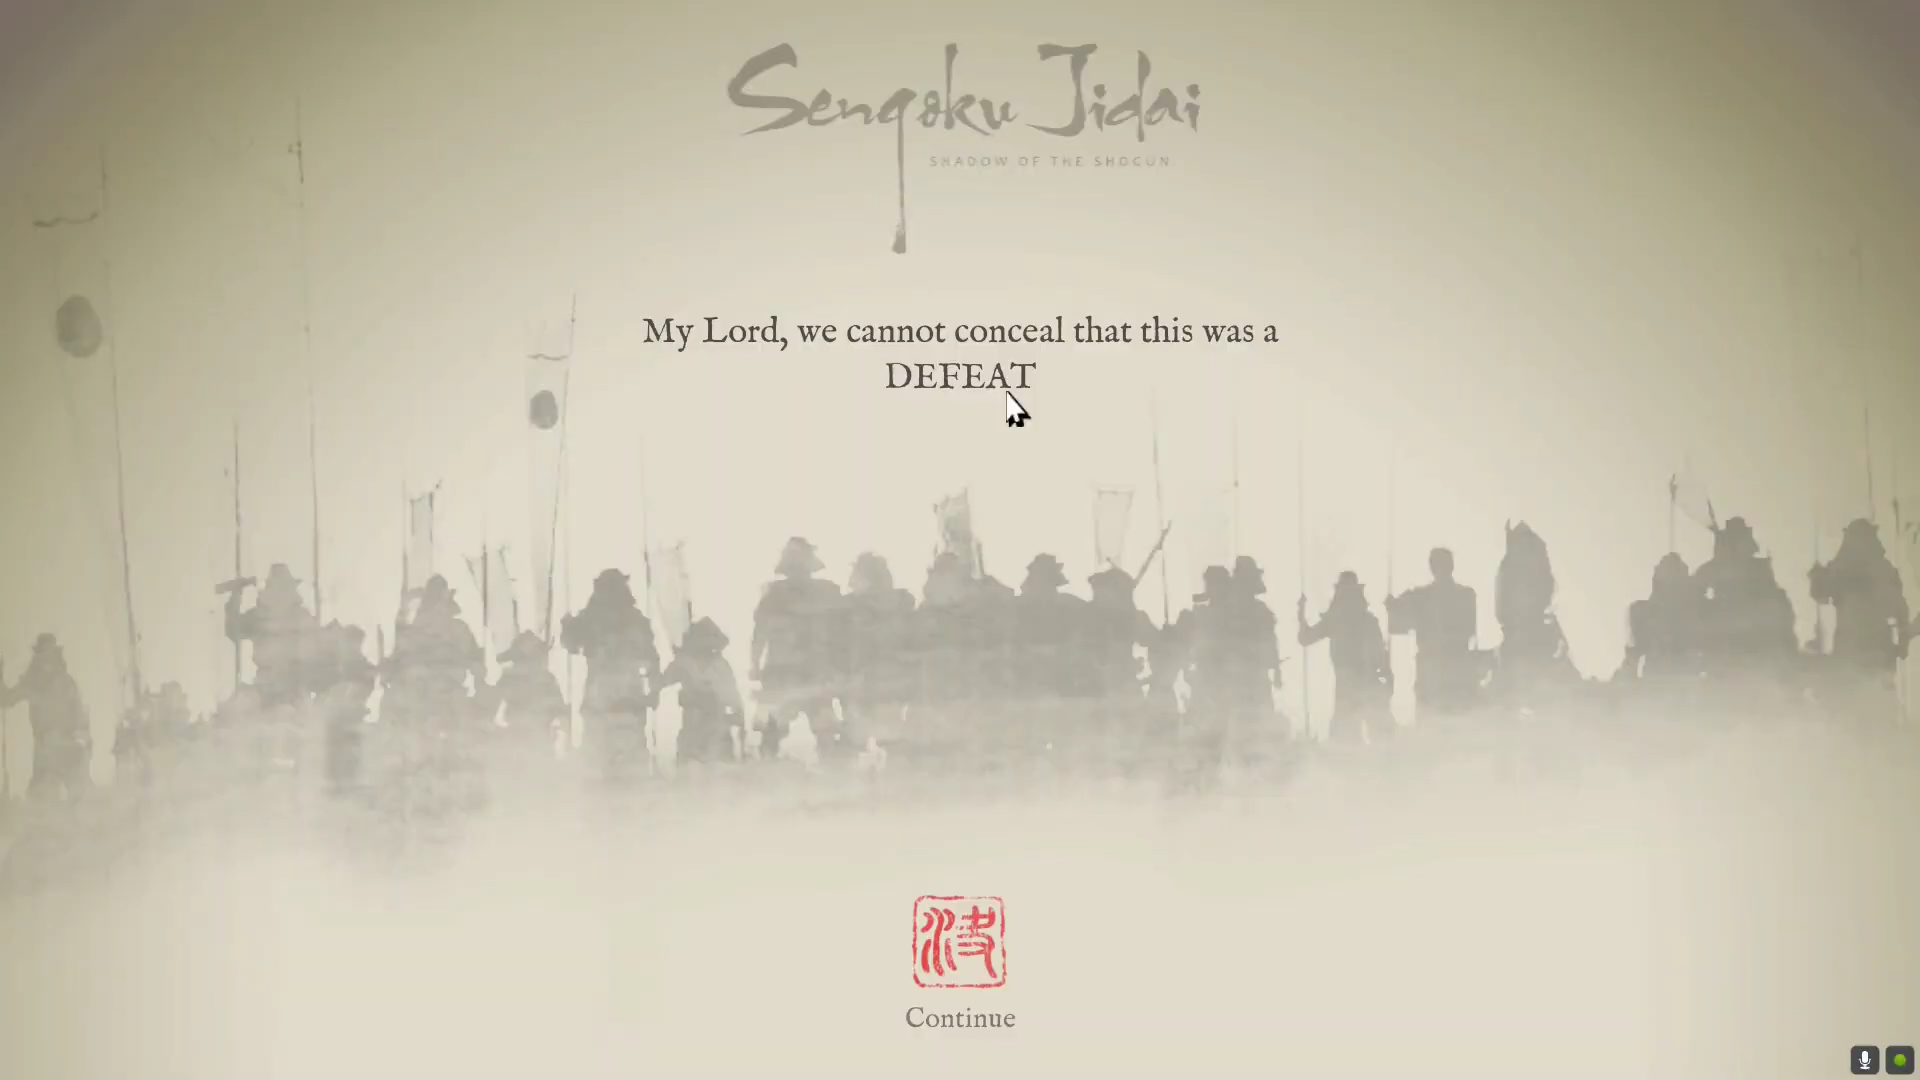 Sengoku Jidai
SHADOW OF THE SHOGUN
My Lord, we cannot conceal that this was a
DEFEAT
Continue